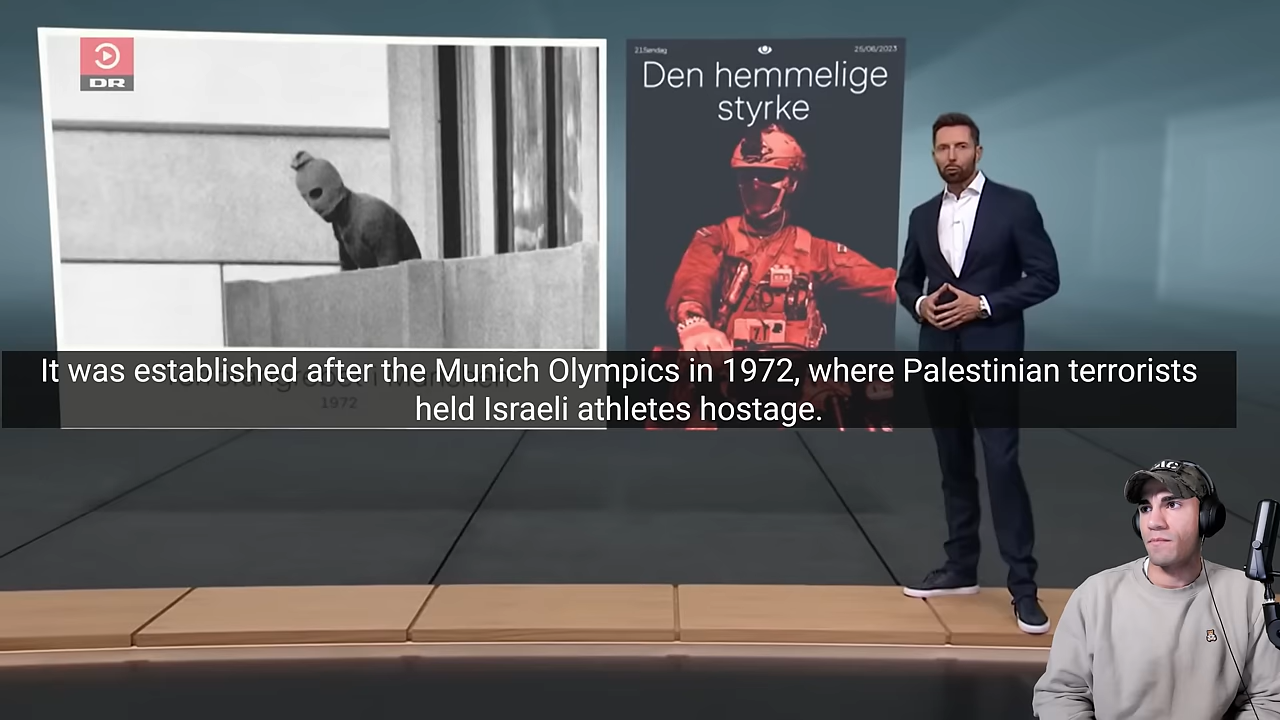 DR
21Søndag
25/06/2023
Den hemmelige
styrke
It was established after the Munich Olympics in 1972, where Palestinian terrorists
held Israeli athletes hostage.
1972